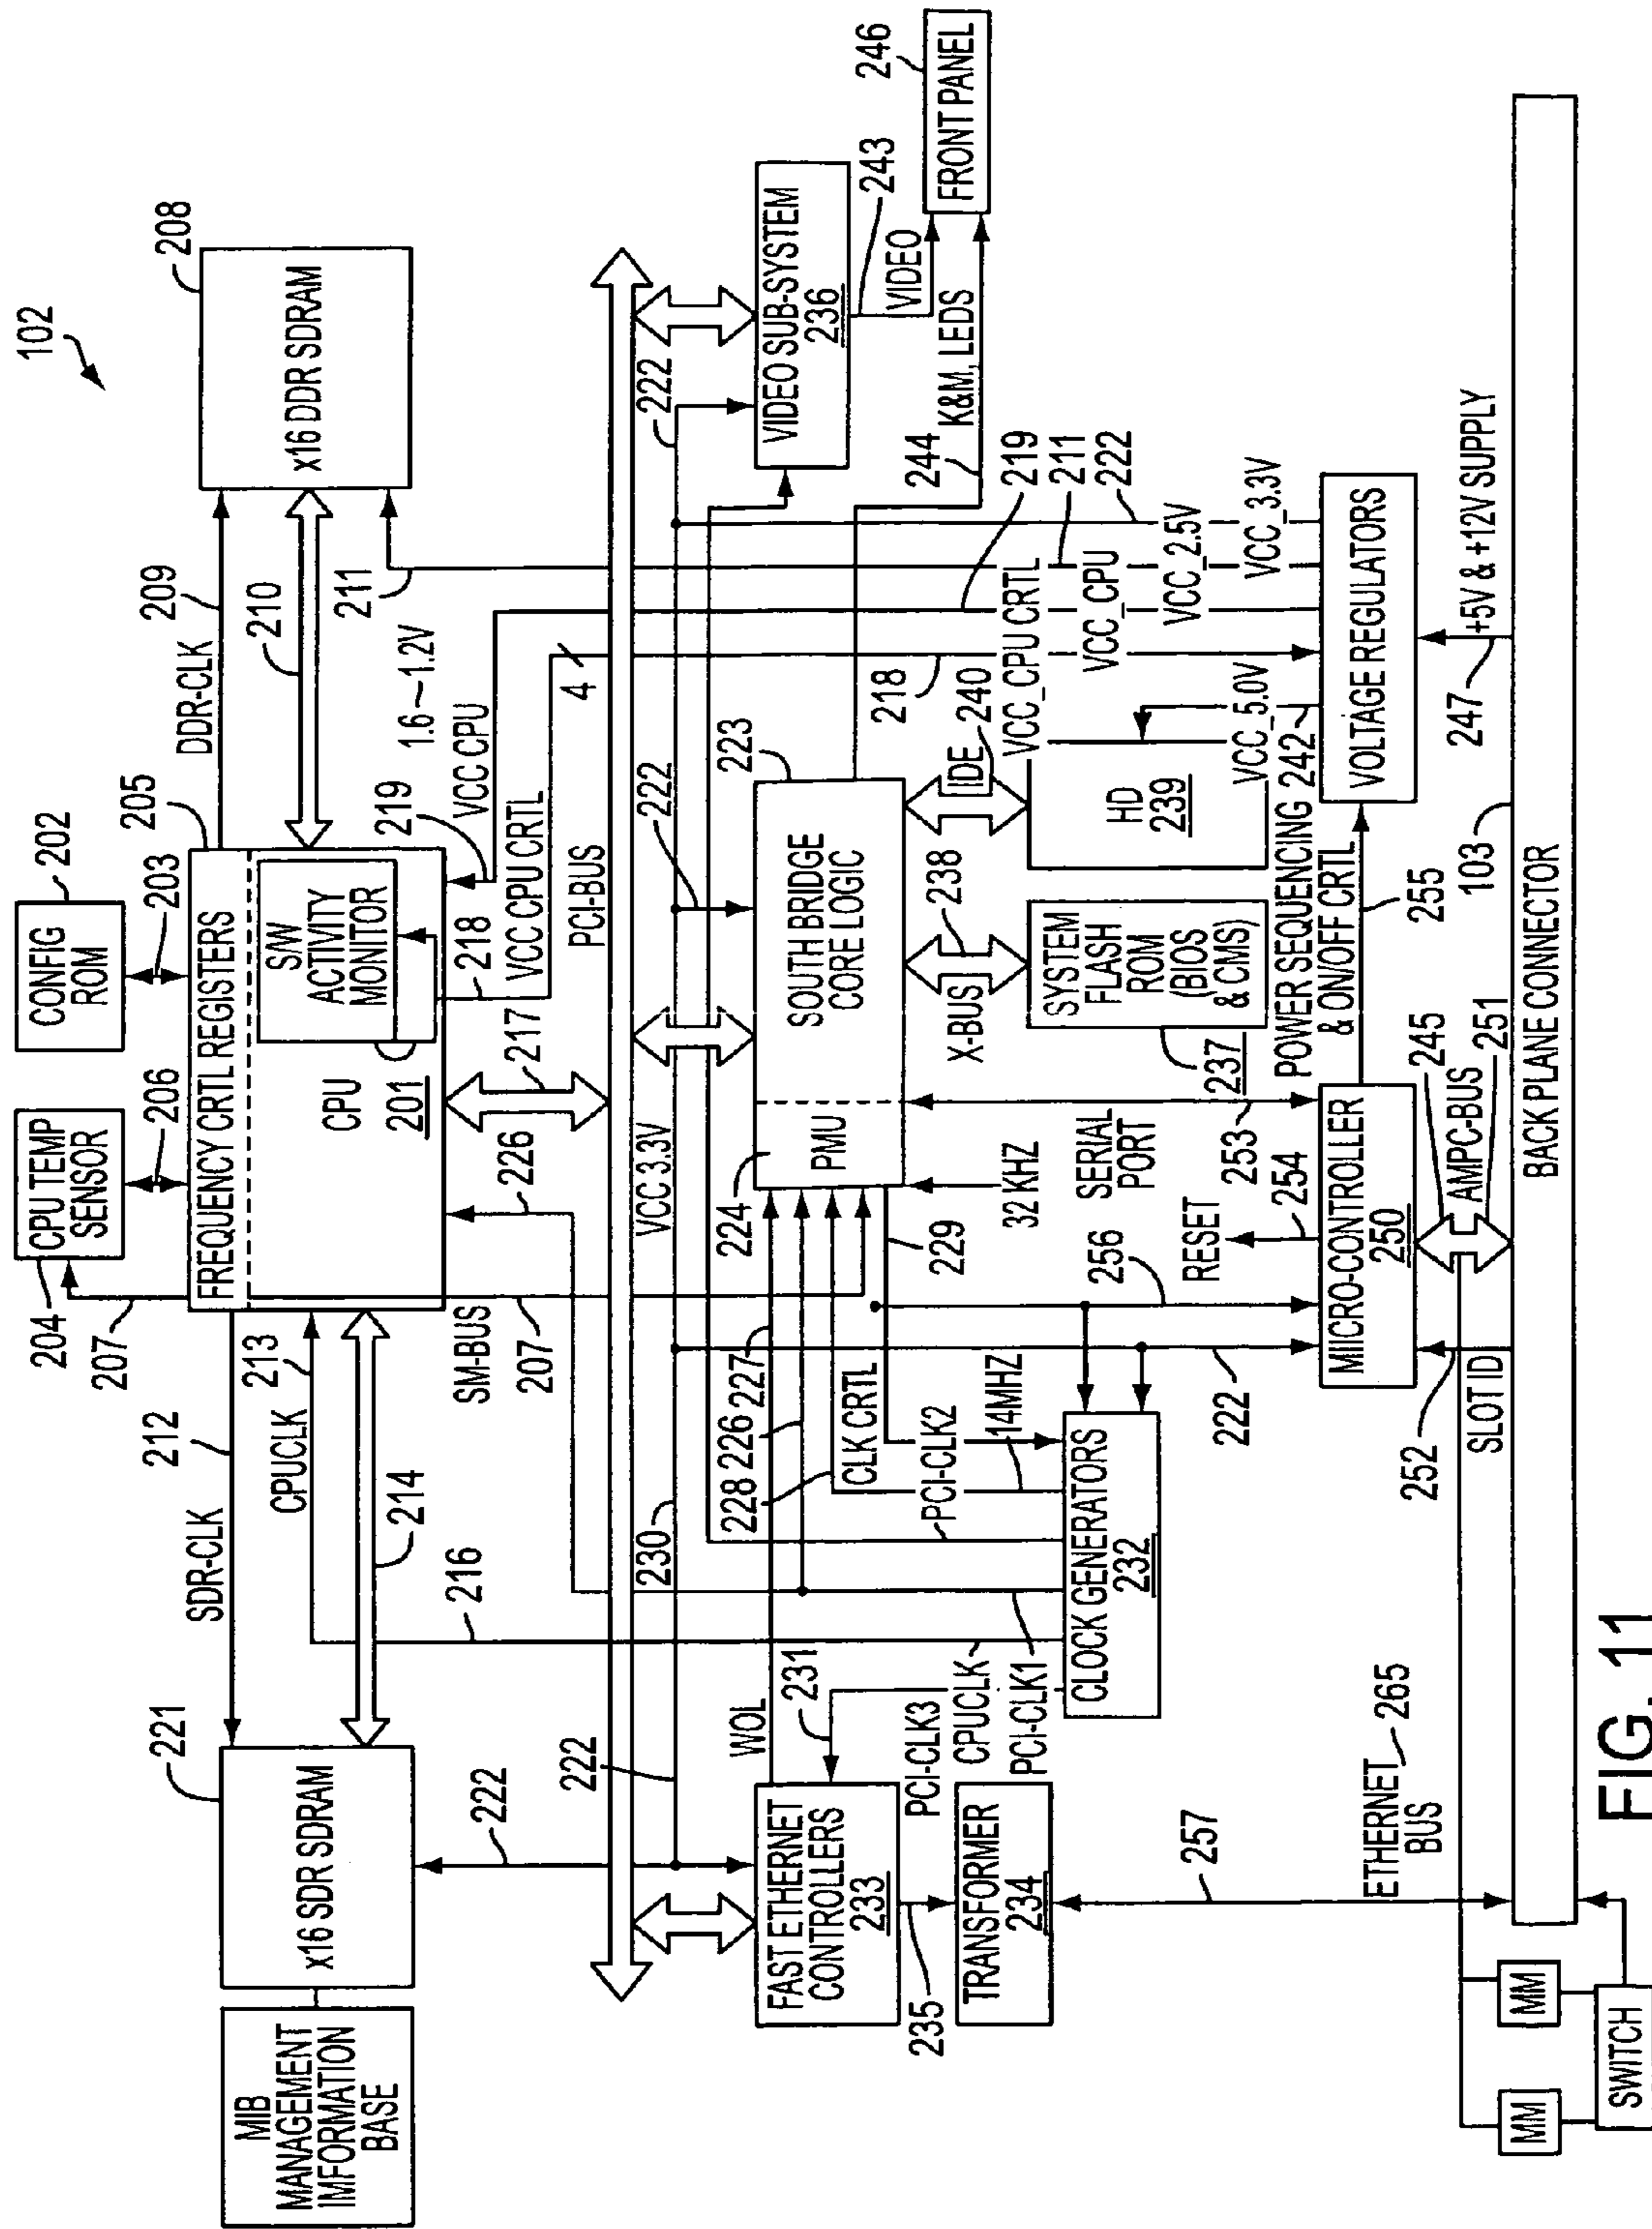 102
MIB
MANAGEMENT
IMFORMATION
BASE
221
x16 SDR SDRAM
222
SDR-CLK
212
CPUCLK
213
214
216
204
CPU TEMP
SENSOR
206
207
CONFIG
ROM
202
203
205
FREQUENCY CRTL REGISTERS
S/W
ACTIVITY
MONITOR
CPU
201
DDR-CLK
209
210
211
208
x16 DDR SDRAM
1.6~1.2V
VCC CPU
219
218
VCC CPU CRTL
4
217
226
SM-BUS
207
PCI-BUS
VCC 3.3V
222
230
222
222
FAST ETHERNET
CONTROLLERS
233
WOL
231
227
226
228
CLK CRTL
PCI-CLK2
14MHZ
229
32 KHZ
224
PMU
SOUTH BRIDGE
CORE LOGIC
223
VIDEO SUB-SYSTEM
236
243
VIDEO
244
K&M, LEDS
246
FRONT PANEL
235
TRANSFORMER
234
PCI-CLK3
CPUCLK
PCI-CLK1
CLOCK GENERATORS
232
256
222
SERIAL
PORT
253
X-BUS
238
SYSTEM
FLASH
ROM
(BIOS
& CMS)
237
IDE
240
HD
239
218
VCC_CPU CRTL
VCC_CPU
VCC_2.5V
VCC_3.3V
219
211
222
VCC_5.0V
242
POWER SEQUENCING
& ON/OFF CRTL
255
VOLTAGE REGULATORS
RESET
254
MICRO-CONTROLLER
250
245
AMPC-BUS
251
252
SLOT ID
247
+5V & +12V SUPPLY
103
257
ETHERNET
BUS
265
BACK PLANE CONNECTOR
MM
MM
SWITCH
FIG. 11